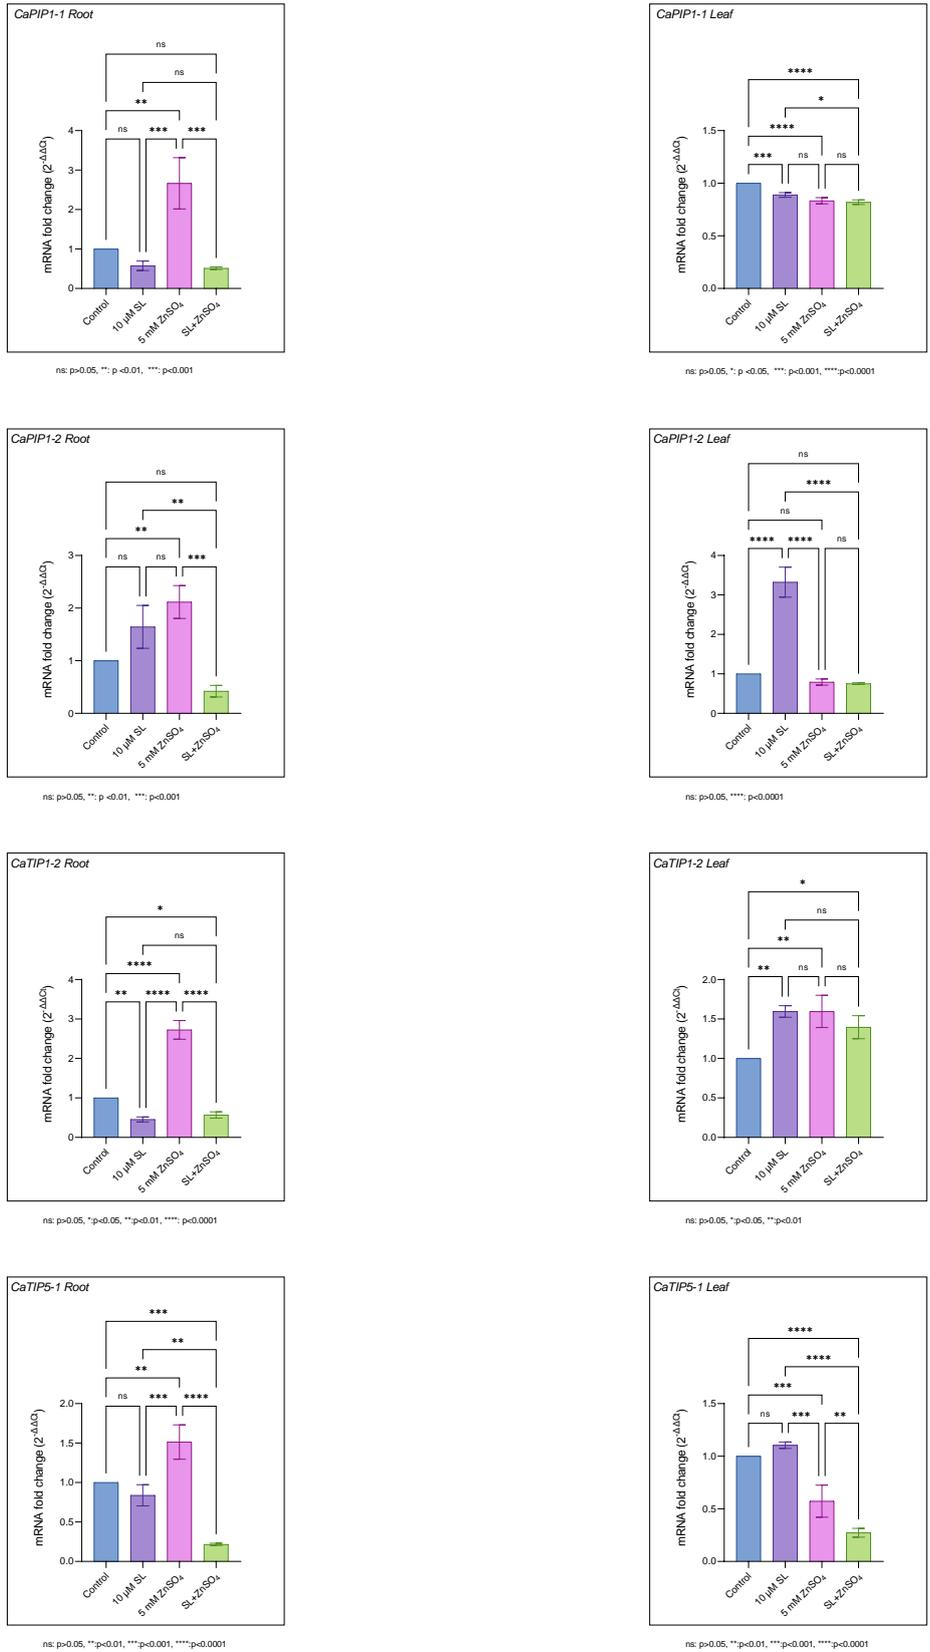 CaPIP1-1 Root
ns
ns
**
ns *** ***
mRNA fold change (2^-ΔΔCt)
4
3
2
1
0
Control
10 µM SL
5 mM ZnSO4
SL+ZnSO4
ns: p>0.05, **: p <0.01, ***: p<0.001
CaPIP1-1 Leaf
****
*
****
*** ns ns
mRNA fold change (2^-ΔΔCt)
1.5
1.0
0.5
0.0
Control
10 µM SL
5 mM ZnSO4
SL+ZnSO4
ns: p>0.05, *: p <0.05, ***: p<0.001, ****:p<0.0001
CaPIP1-2 Root
ns
**
**
ns ns ***
mRNA fold change (2^-ΔΔCt)
3
2
1
0
Control
10 µM SL
5 mM ZnSO4
SL+ZnSO4
ns: p>0.05, **: p <0.01, ***: p<0.001
CaPIP1-2 Leaf
ns
****
ns
**** **** ns
mRNA fold change (2^-ΔΔCt)
4
3
2
1
0
Control
10 µM SL
5 mM ZnSO4
SL+ZnSO4
ns: p>0.05, ****: p<0.0001
CaTIP1-2 Root
*
ns
****
** **** ****
mRNA fold change (2^-ΔΔCt)
4
3
2
1
0
Control
10 µM SL
5 mM ZnSO4
SL+ZnSO4
ns: p>0.05, *:p<0.05, **:p<0.01, ****: p<0.0001
CaTIP1-2 Leaf
*
ns
**
** ns ns
mRNA fold change (2^-ΔΔCt)
2.0
1.5
1.0
0.5
0.0
Control
10 µM SL
5 mM ZnSO4
SL+ZnSO4
ns: p>0.05, *:p<0.05, **:p<0.01
CaTIP5-1 Root
***
**
**
ns *** ****
mRNA fold change (2^-ΔΔCt)
2.0
1.5
1.0
0.5
0.0
Control
10 µM SL
5 mM ZnSO4
SL+ZnSO4
ns: p>0.05, **:p<0.01, ***:p<0.001, ****:p<0.0001
CaTIP5-1 Leaf
****
****
***
ns *** **
mRNA fold change (2^-ΔΔCt)
1.5
1.0
0.5
0.0
Control
10 µM SL
5 mM ZnSO4
SL+ZnSO4
ns: p>0.05, **:p<0.01, ***:p<0.001, ****:p<0.0001